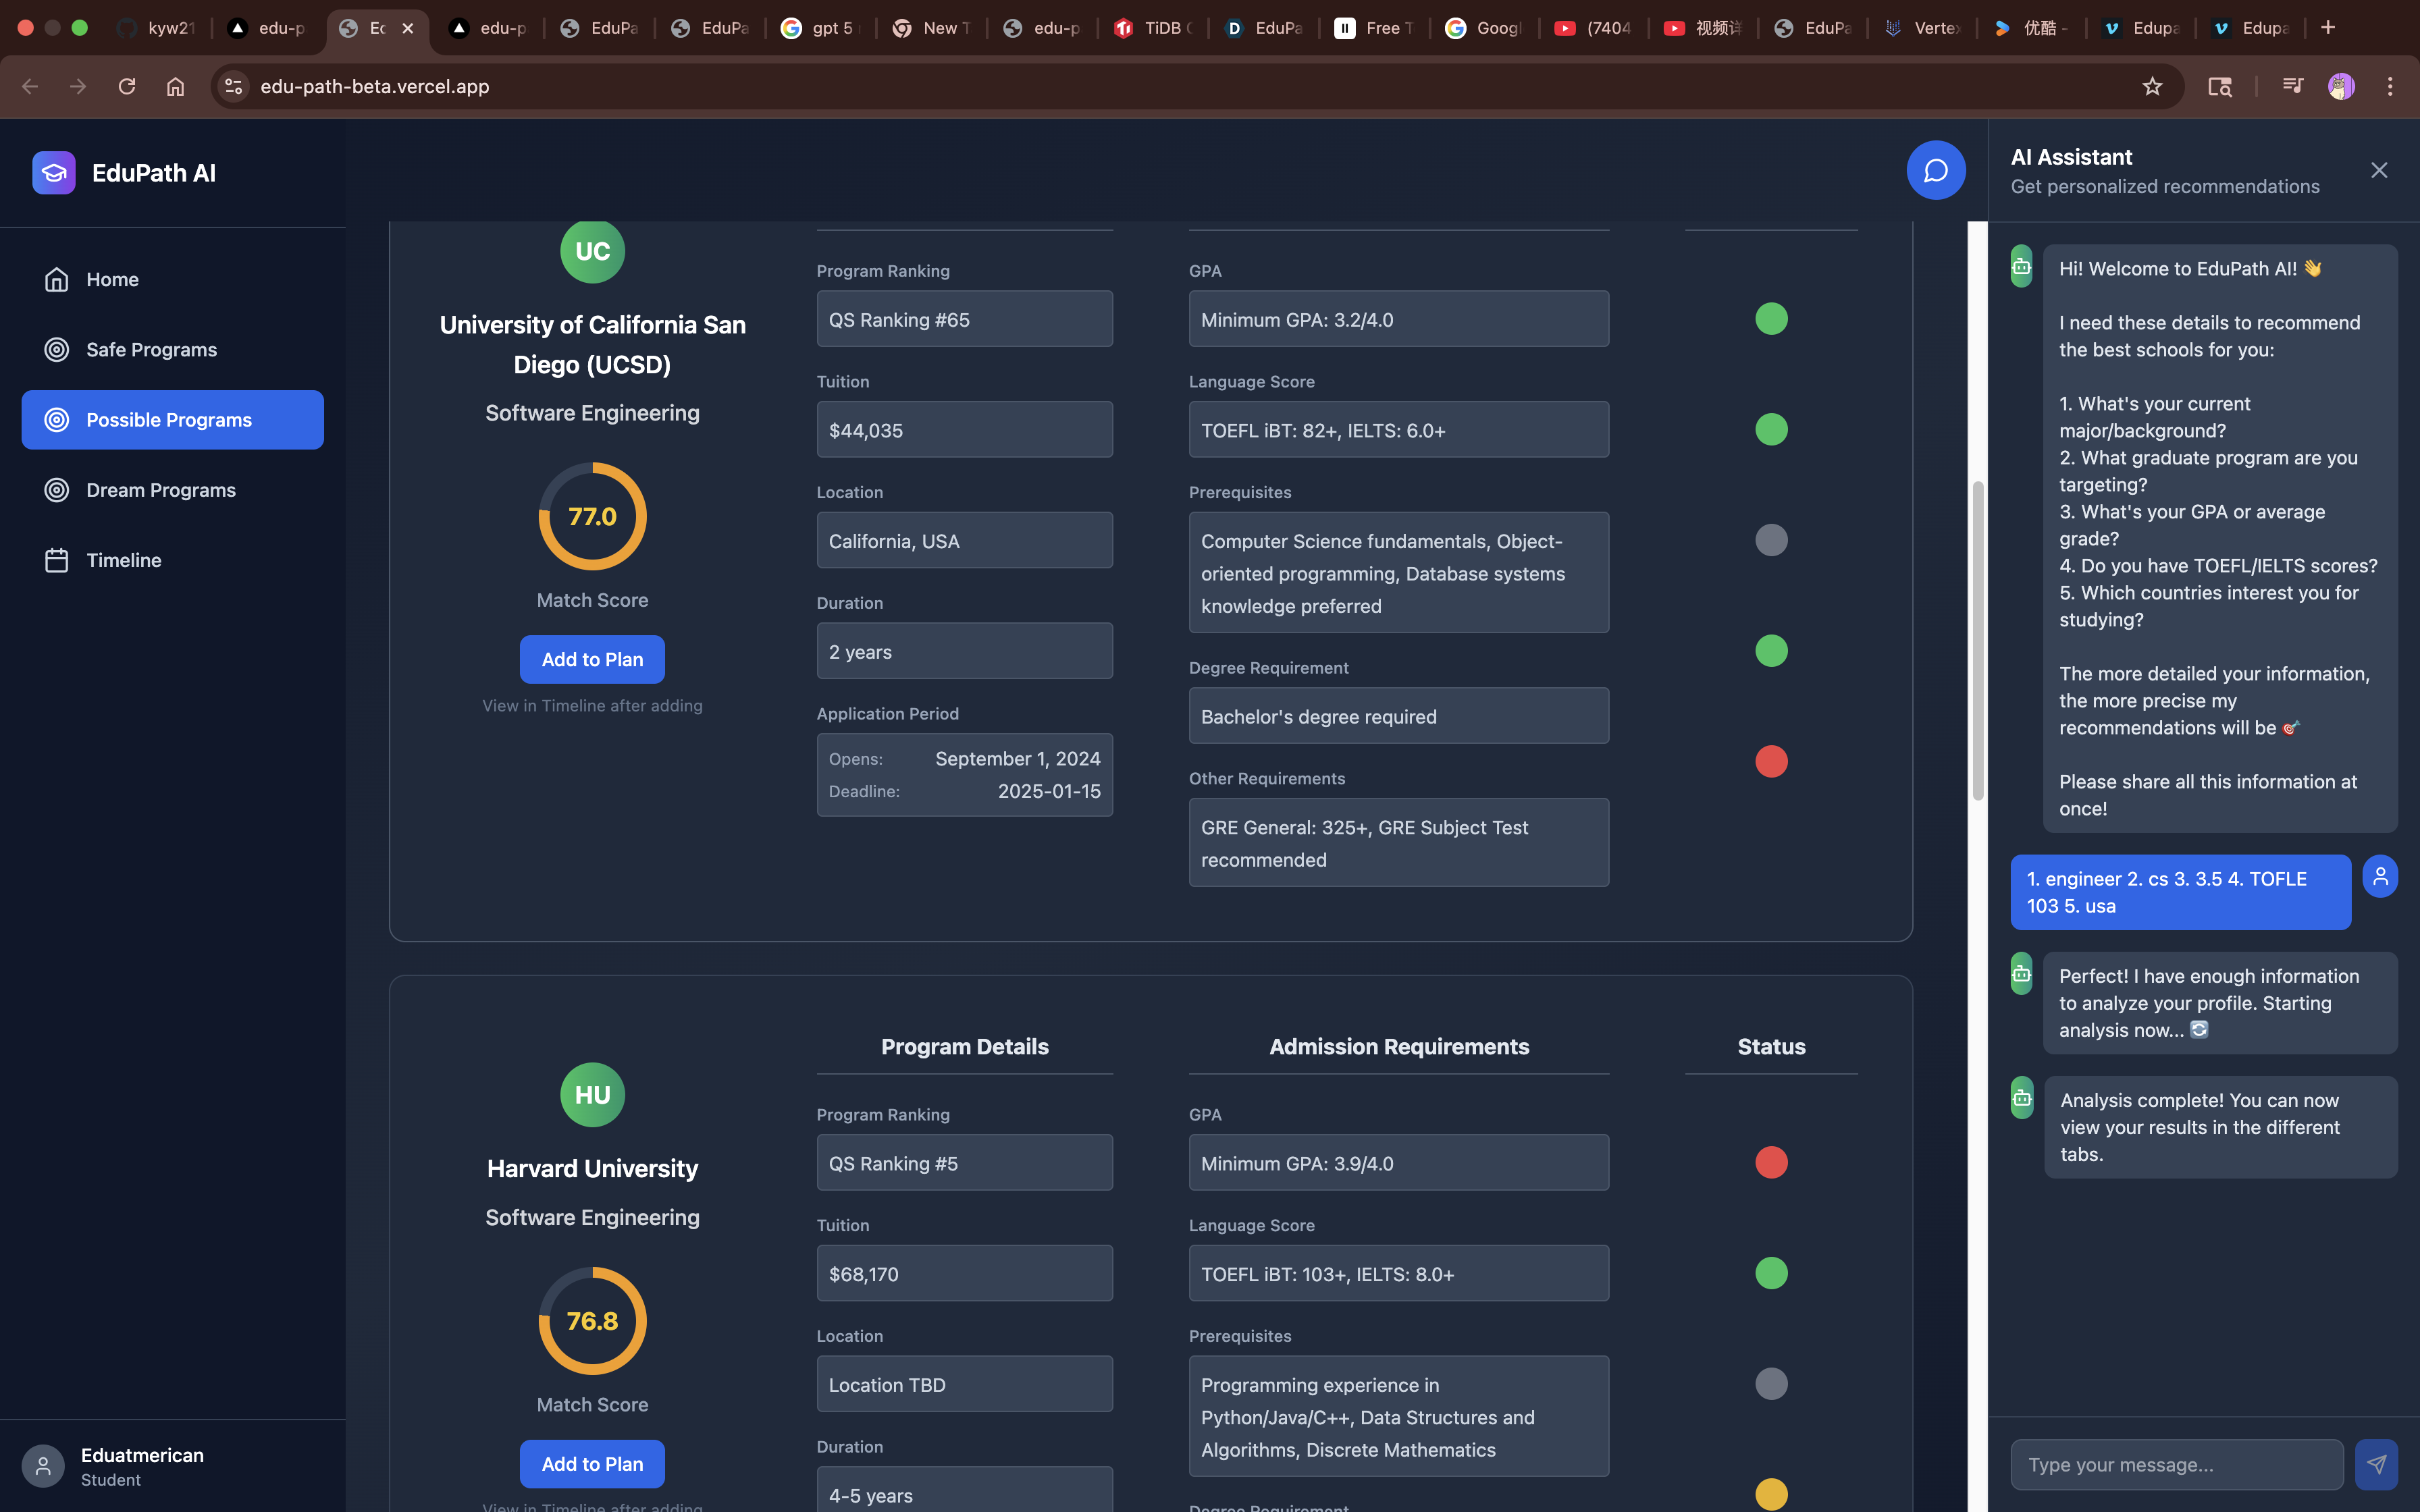 kyw21
edu-p
Ec
edu-p
EduPa
EduPa
gpt 5
New T
edu-p
TiDB C
EduPa
Free T
Googl
(7404
视频详
EduPa
Vertex
优酷 -
Edupa
Edupa
edu-path-beta.vercel.app
EduPath AI
Home
Safe Programs
Possible Programs
Dream Programs
Timeline
Eduatmerican
Student
UC
University of California San
Diego (UCSD)
Software Engineering
77.0
Match Score
Add to Plan
View in Timeline after adding
Program Ranking
QS Ranking #65
Tuition
$44,035
Location
California, USA
Duration
2 years
Application Period
Opens: September 1, 2024
Deadline: 2025-01-15
GPA
Minimum GPA: 3.2/4.0
Language Score
TOEFL iBT: 82+, IELTS: 6.0+
Prerequisites
Computer Science fundamentals, Object-
oriented programming, Database systems
knowledge preferred
Degree Requirement
Bachelor's degree required
Other Requirements
GRE General: 325+, GRE Subject Test
recommended
HU
Harvard University
Software Engineering
76.8
Match Score
Add to Plan
View in Timeline after adding
Program Details
Program Ranking
QS Ranking #5
Tuition
$68,170
Location
Location TBD
Duration
4-5 years
Admission Requirements
GPA
Minimum GPA: 3.9/4.0
Language Score
TOEFL iBT: 103+, IELTS: 8.0+
Prerequisites
Programming experience in
Python/Java/C++, Data Structures and
Algorithms, Discrete Mathematics
Degree Requirement
Status
AI Assistant
Get personalized recommendations
Hi! Welcome to EduPath AI! 👋
I need these details to recommend
the best schools for you:
1. What's your current
major/background?
2. What graduate program are you
targeting?
3. What's your GPA or average
grade?
4. Do you have TOEFL/IELTS scores?
5. Which countries interest you for
studying?
The more detailed your information,
the more precise my
recommendations will be 🎯
Please share all this information at
once!
1. engineer 2. cs 3. 3.5 4. TOFLE
103 5. usa
Perfect! I have enough information
to analyze your profile. Starting
analysis now... 🔄
Analysis complete! You can now
view your results in the different
tabs.
Type your message...